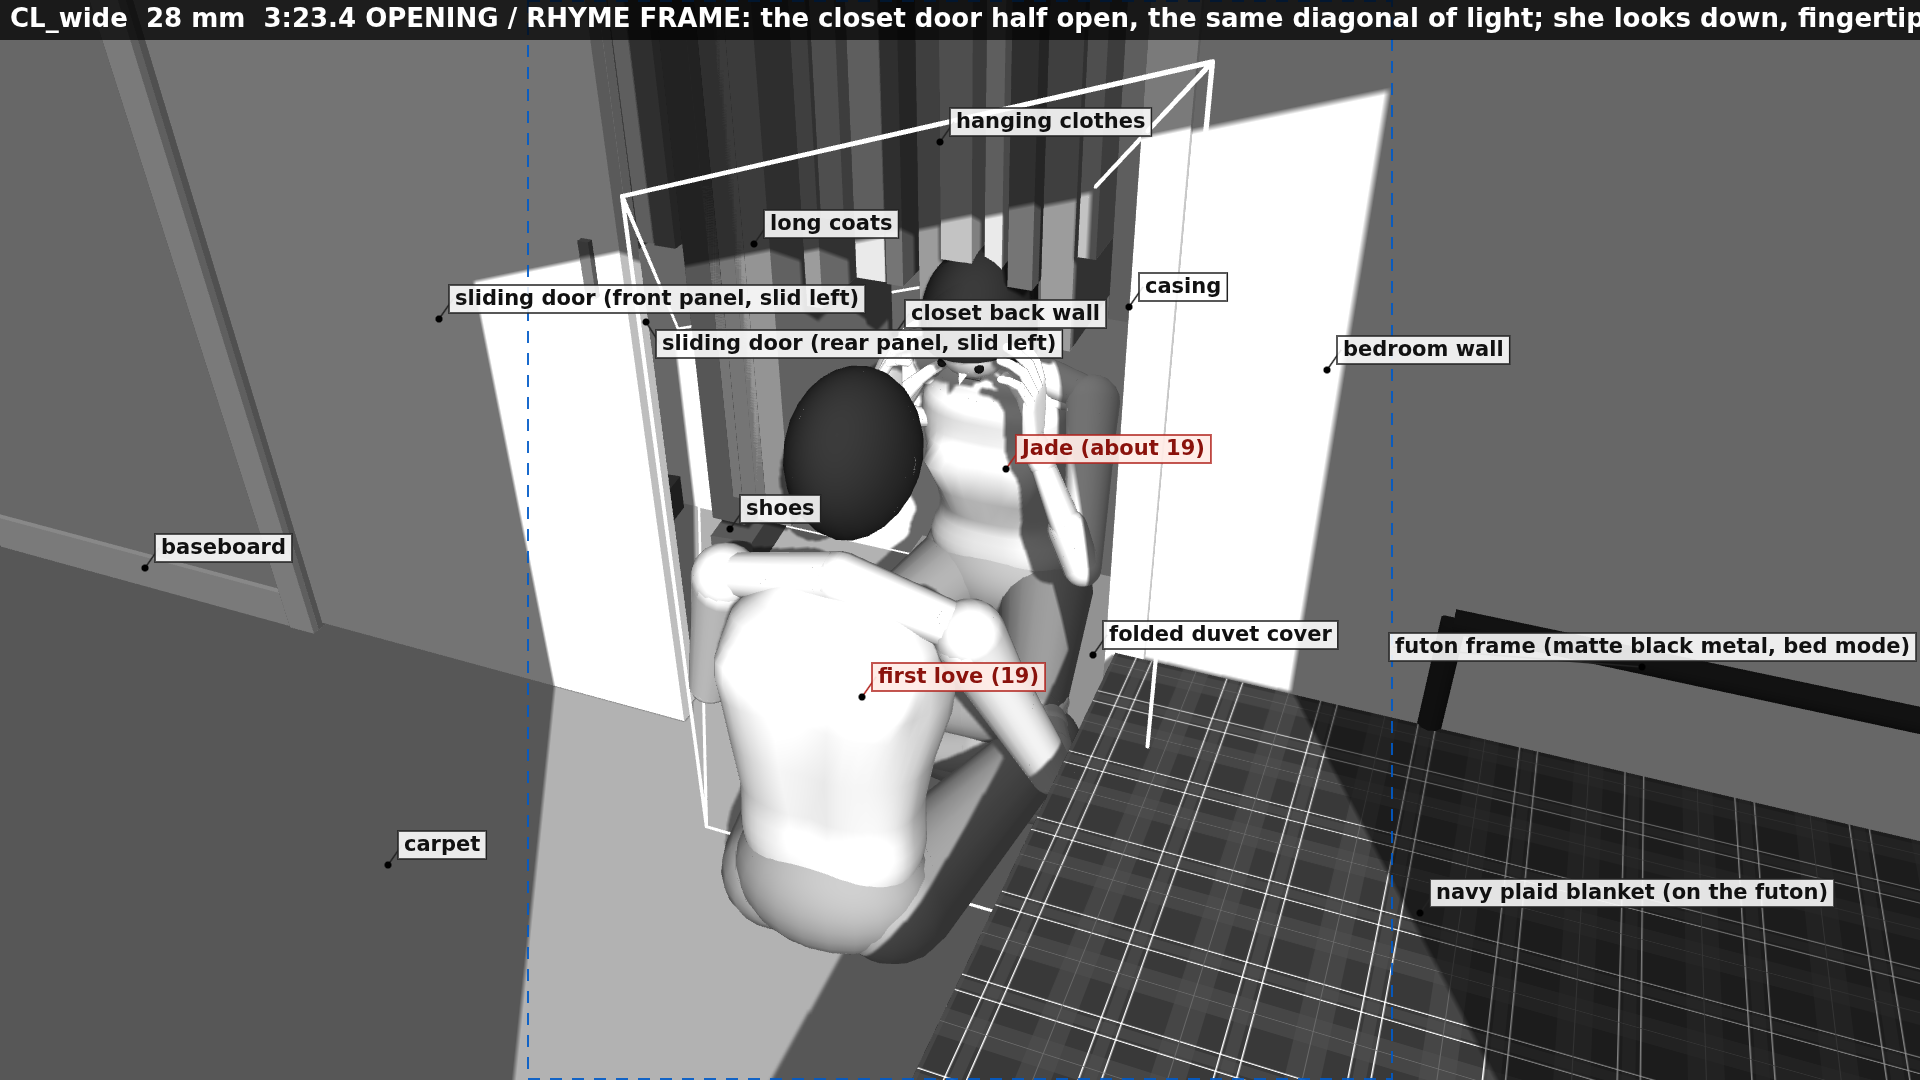 CL_wide 28 mm 3:23.4 OPENING / RHYME FRAME: the closet door half open, the same diagonal of light; she looks down, fingertip
hanging clothes
long coats
casing
sliding door (front panel, slid left)
closet back wall
sliding door (rear panel, slid left)
bedroom wall
Jade (about 19)
shoes
baseboard
folded duvet cover
futon frame (matte black metal, bed mode)
first love (19)
carpet
navy plaid blanket (on the futon)